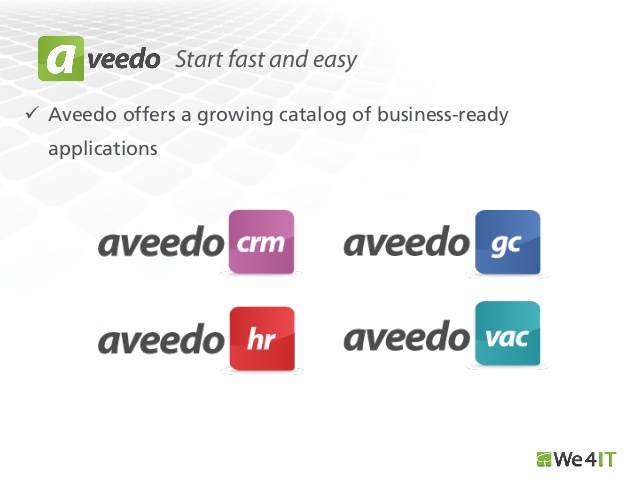 aveedo Start fast and easy
✓ Aveedo offers a growing catalog of business-ready
applications
aveedo crm
aveedo gc
aveedo hr
aveedo vac
We4IT